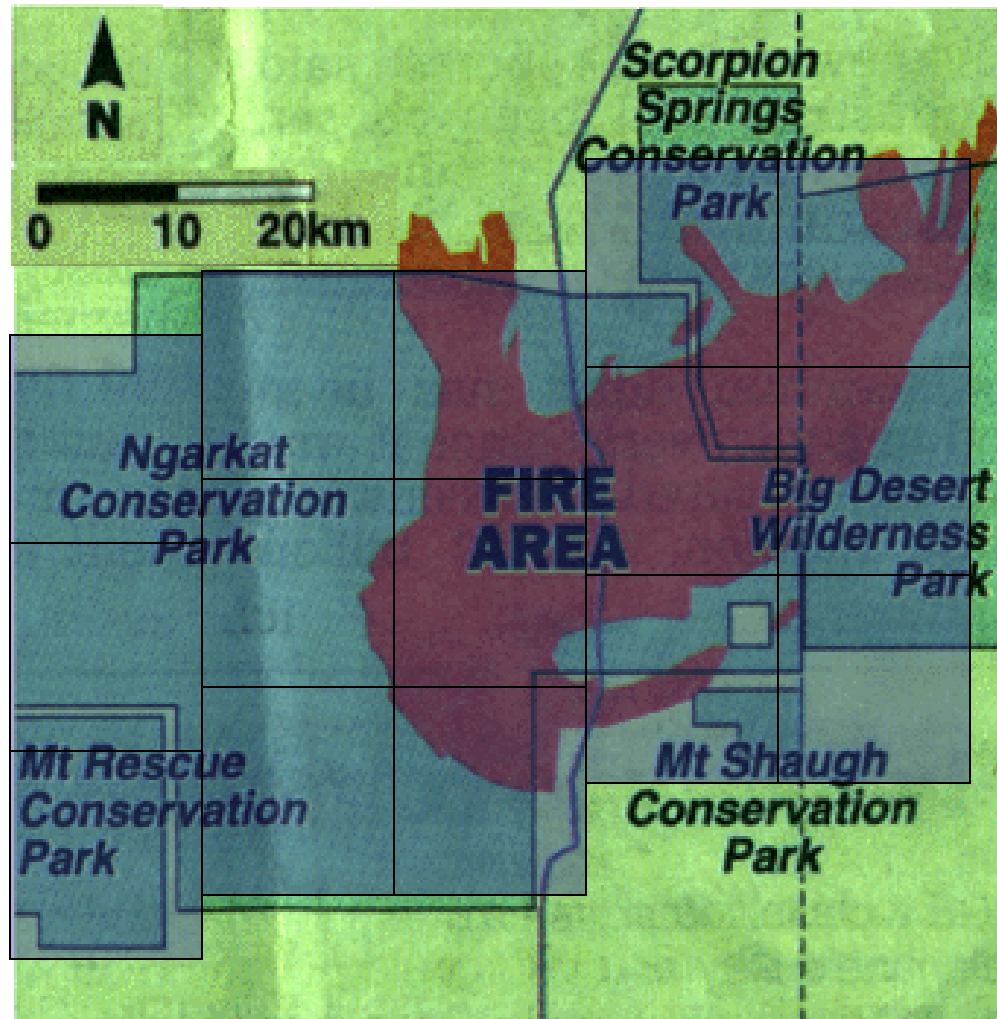 N
0 10 20km
Scorpion
Springs
Conservation
Park
Ngarkat
Conservation
Park
FIRE
AREA
Big Desert
Wilderness
Park
Mt Rescue
Conservation
Park
Mt Shaugh
Conservation
Park